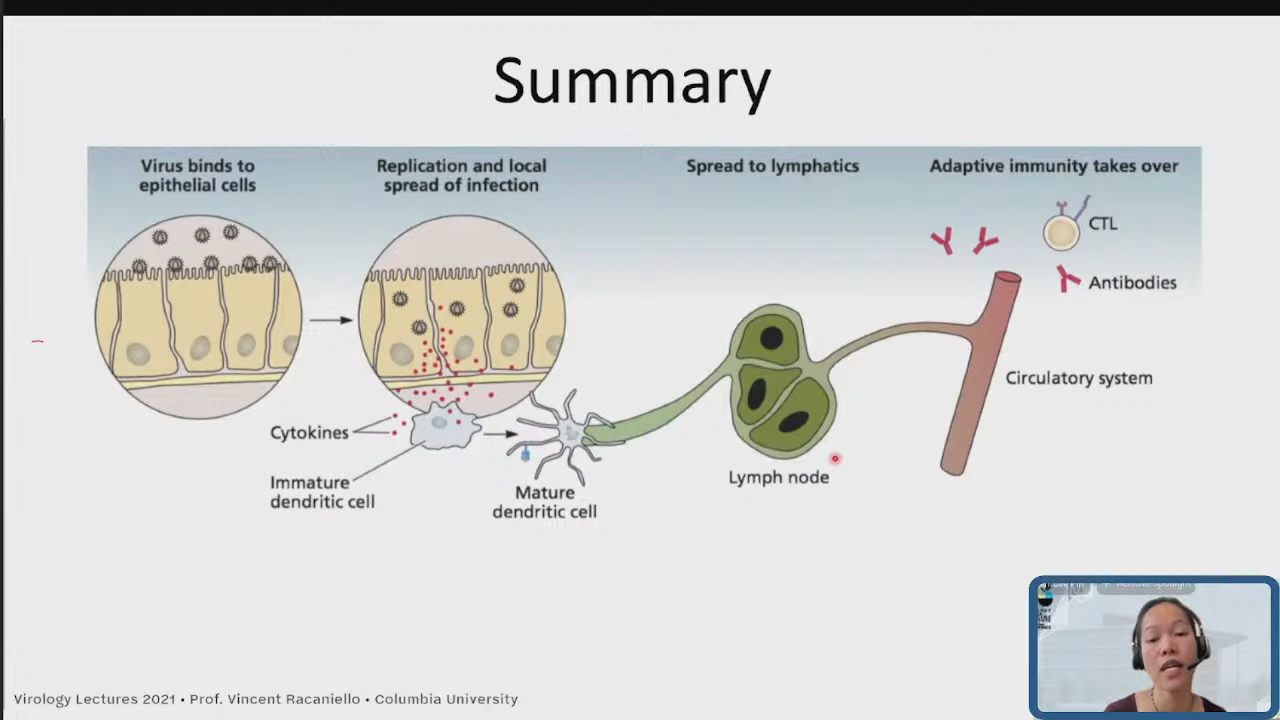 Summary
Virus binds to
epithelial cells
Replication and local
spread of infection
Spread to lymphatics
Adaptive immunity takes over
CTL
Antibodies
Circulatory system
Cytokines
Immature
dendritic cell
Mature
dendritic cell
Lymph node
Virology Lectures 2021 • Prof. Vincent Racaniello • Columbia University